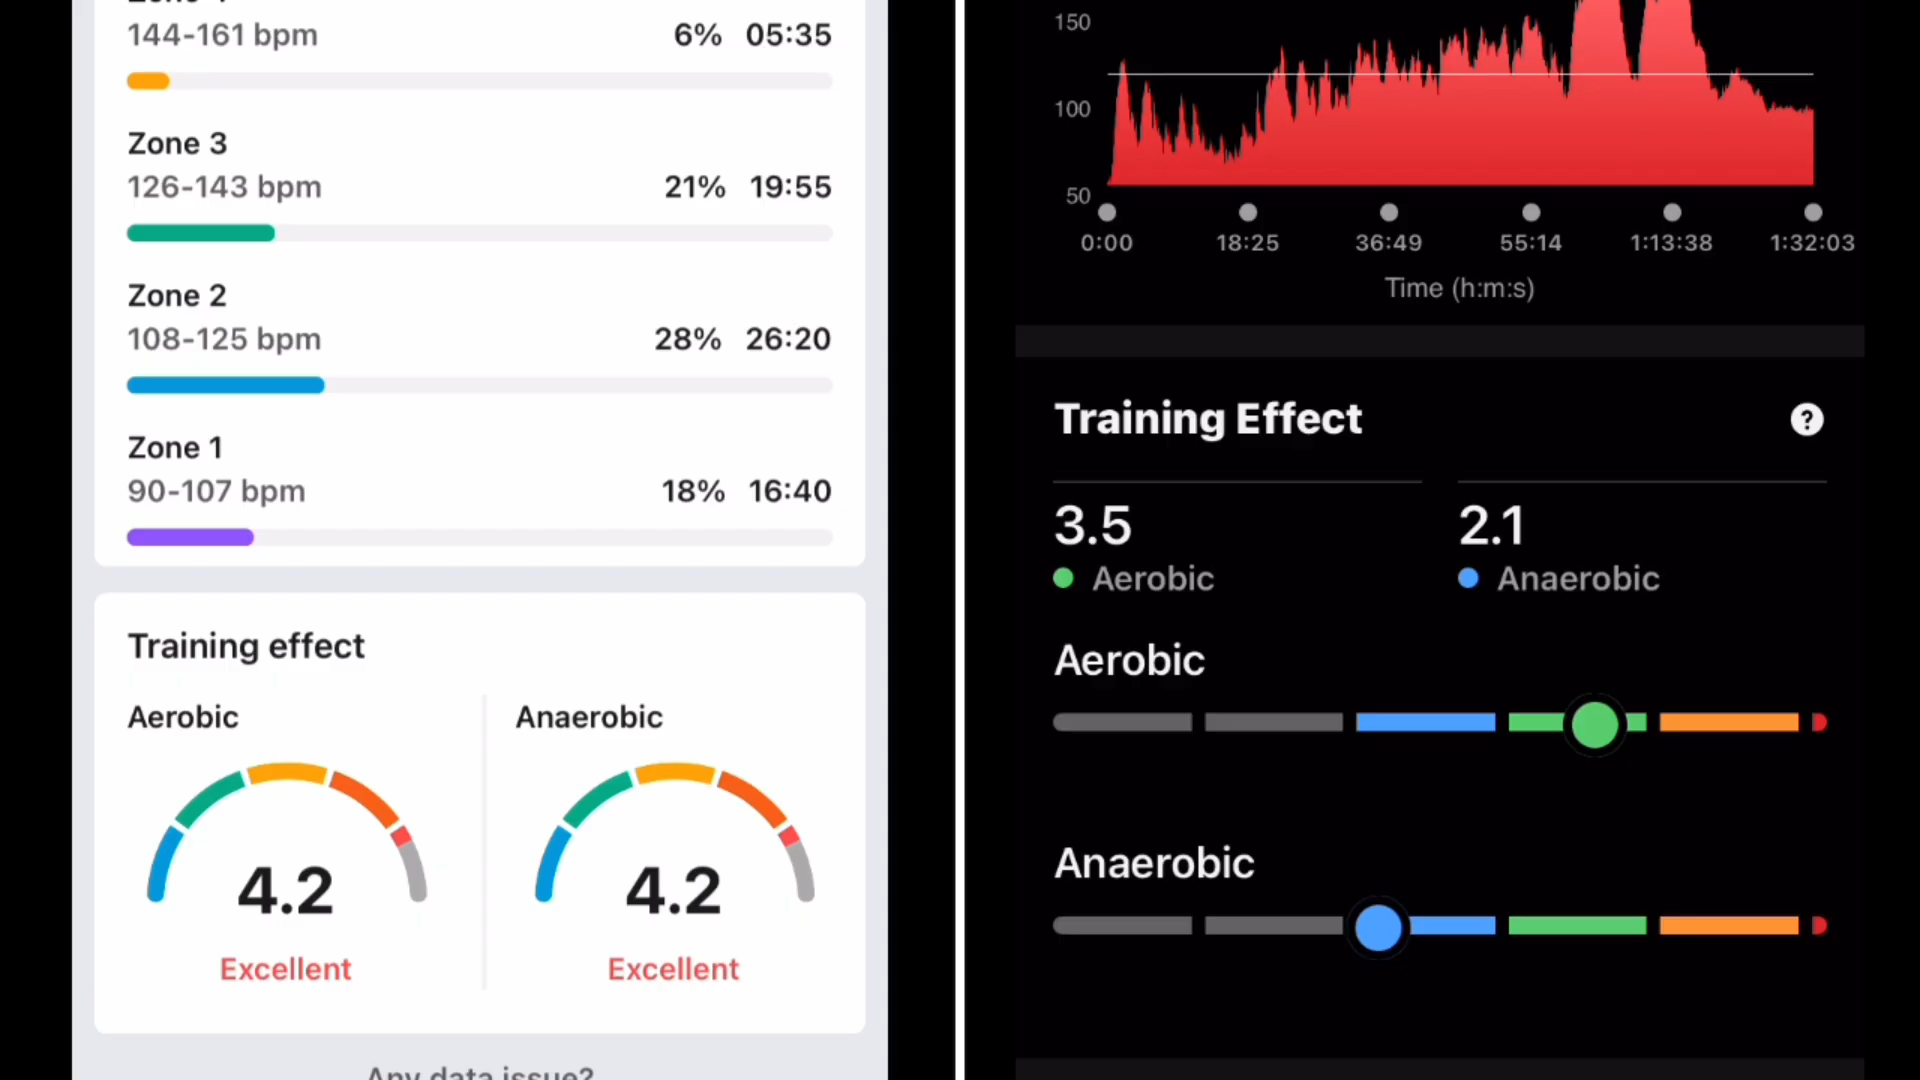 144-161 bpm 6% 05:35
Zone 3
126-143 bpm 21% 19:55
Zone 2
108-125 bpm 28% 26:20
Zone 1
90-107 bpm 18% 16:40
Training effect
Aerobic
4.2
Excellent
Anaerobic
4.2
Excellent
Any data issue?
150
100
50
0:00 18:25 36:49 55:14 1:13:38 1:32:03
Time (h:m:s)
Training Effect ?
3.5
Aerobic
2.1
Anaerobic
Aerobic
Anaerobic